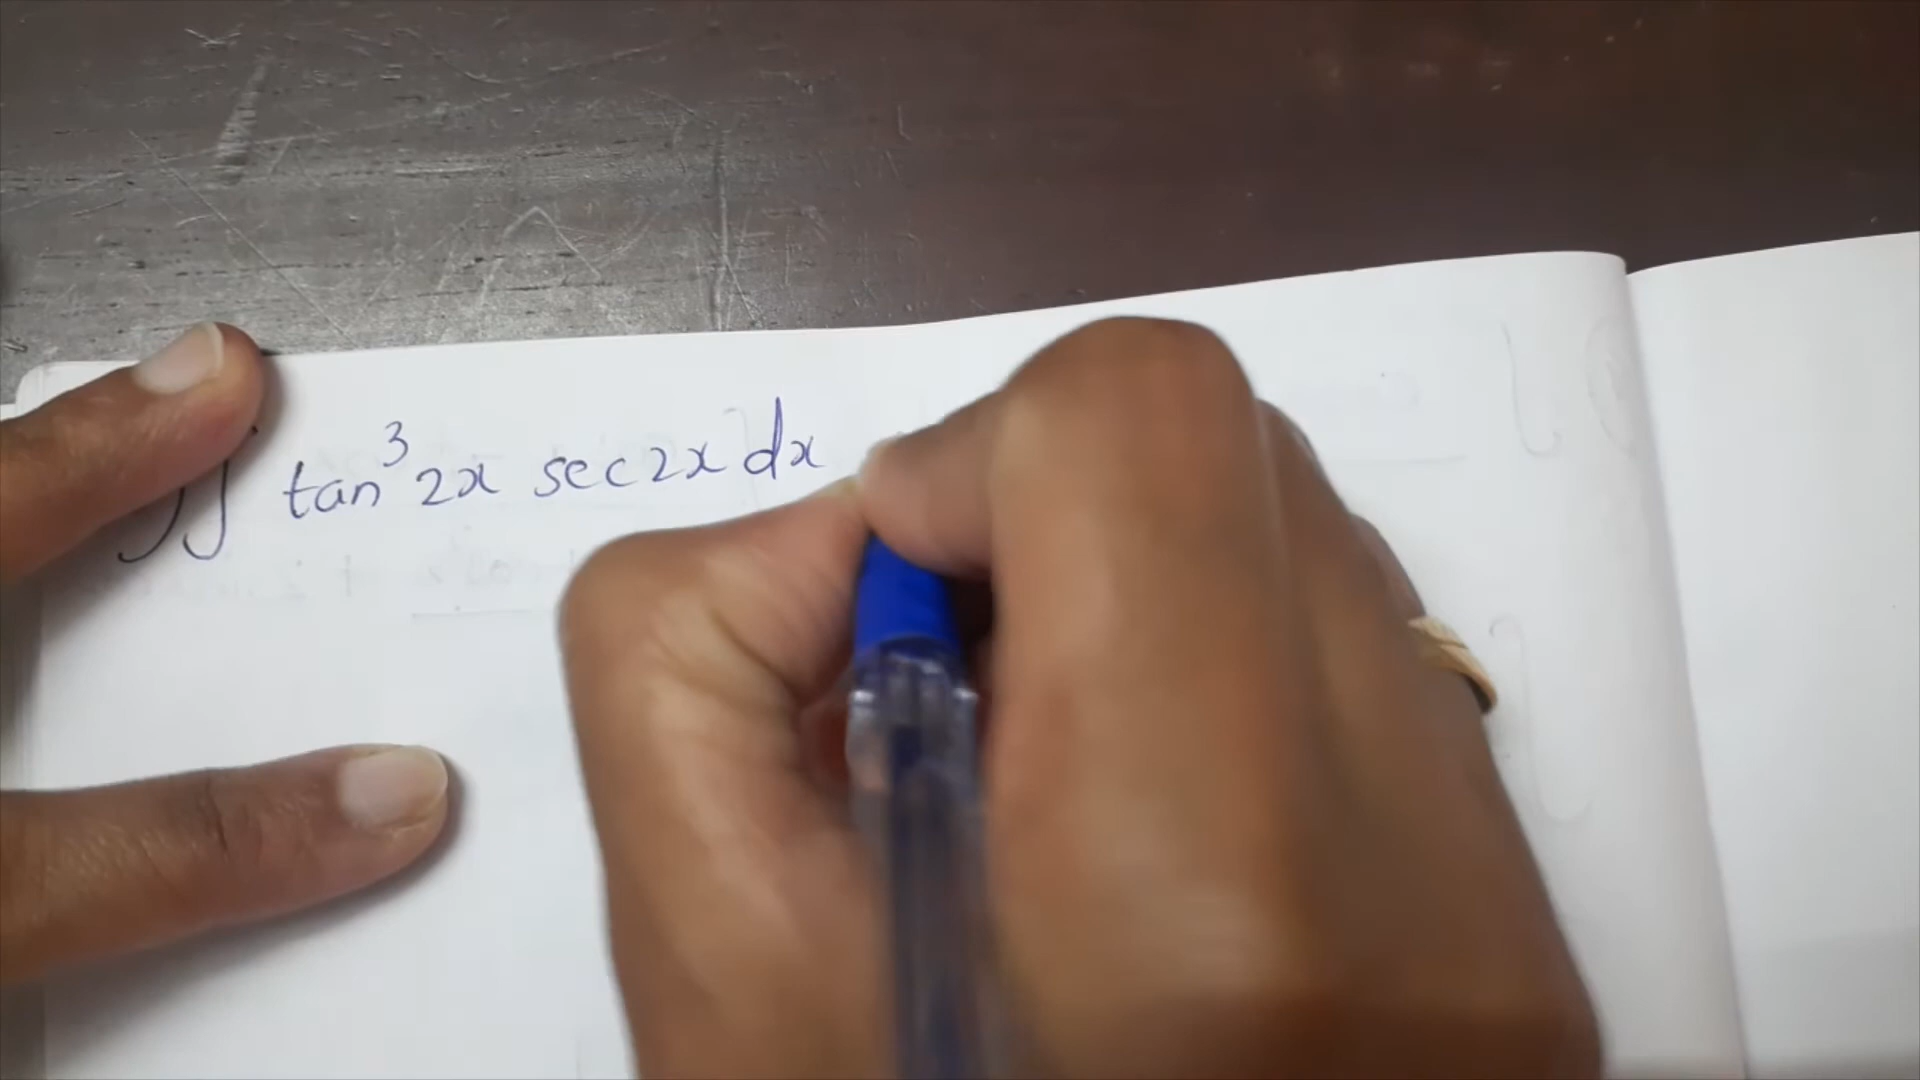 ∫ tan³2x sec2x dx